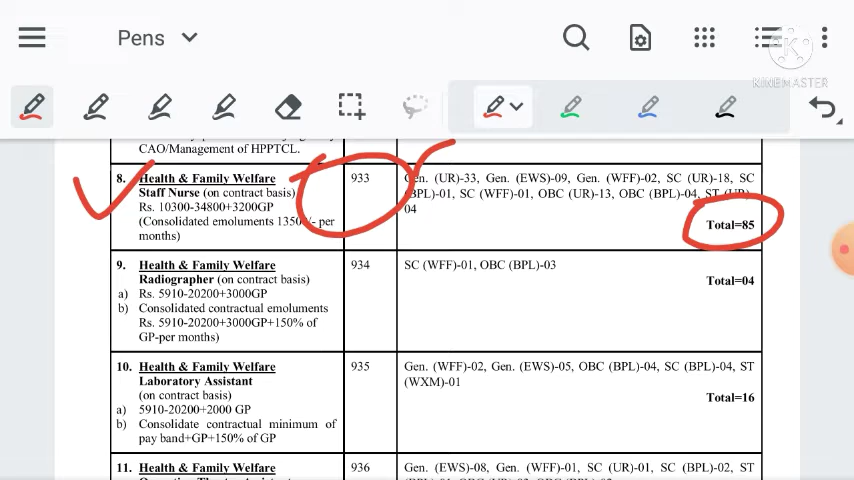 Pens
KINEMASTER
CAO/Management of HPPTCL.
8. Health & Family Welfare
Staff Nurse (on contract basis)
Rs. 10300-34800+3200GP
(Consolidated emoluments 13500/- per
months)
933
Gen. (UR)-33, Gen. (EWS)-09, Gen. (WFF)-02, SC (UR)-18, SC
(BPL)-01, SC (WFF)-01, OBC (UR)-13, OBC (BPL)-04, ST (UR)-
04
Total=85
9. Health & Family Welfare
Radiographer (on contract basis)
a) Rs. 5910-20200+3000GP
b) Consolidated contractual emoluments
Rs. 5910-20200+3000GP+150% of
GP-per months)
934
SC (WFF)-01, OBC (BPL)-03
Total=04
10. Health & Family Welfare
Laboratory Assistant
(on contract basis)
a) 5910-20200+2000 GP
b) Consolidate contractual minimum of
pay band+GP+150% of GP
935
Gen. (WFF)-02, Gen. (EWS)-05, OBC (BPL)-04, SC (BPL)-04, ST
(WXM)-01
Total=16
11. Health & Family Welfare
936
Gen. (EWS)-08, Gen. (WFF)-01, SC (UR)-01, SC (BPL)-02, ST